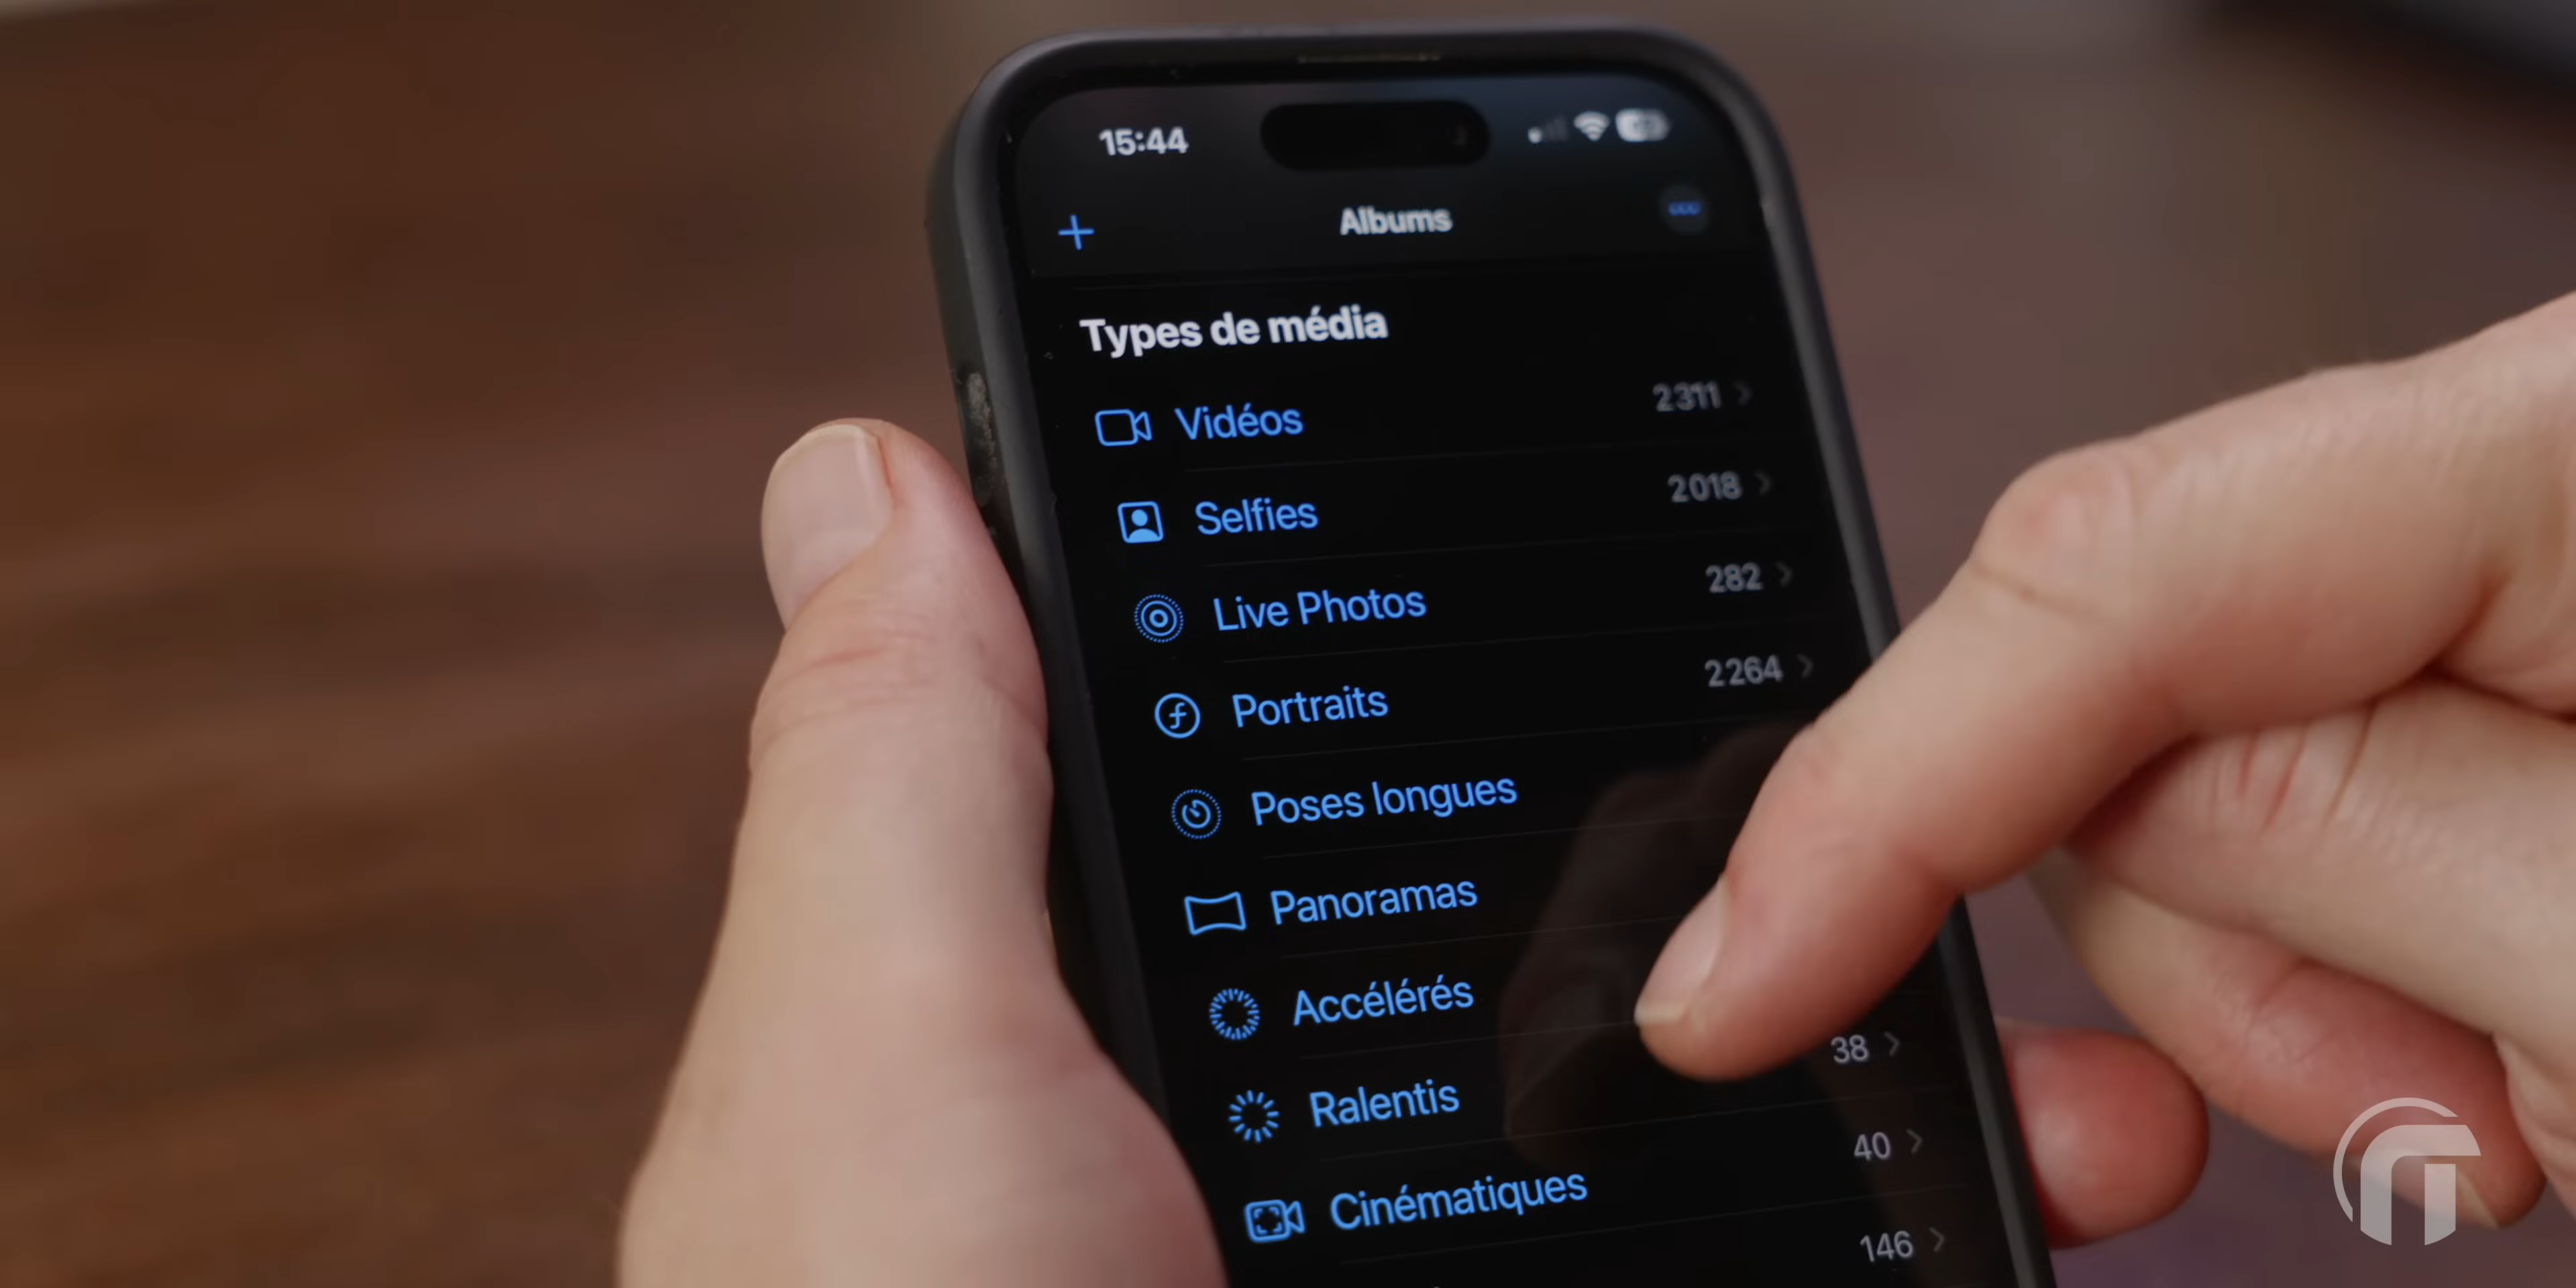 15:44
Albums
Types de média
Vidéos 2311
Selfies 2018
Live Photos 282
Portraits 2264
Poses longues
Panoramas
Accélérés
Ralentis 38
Cinématiques 40
146